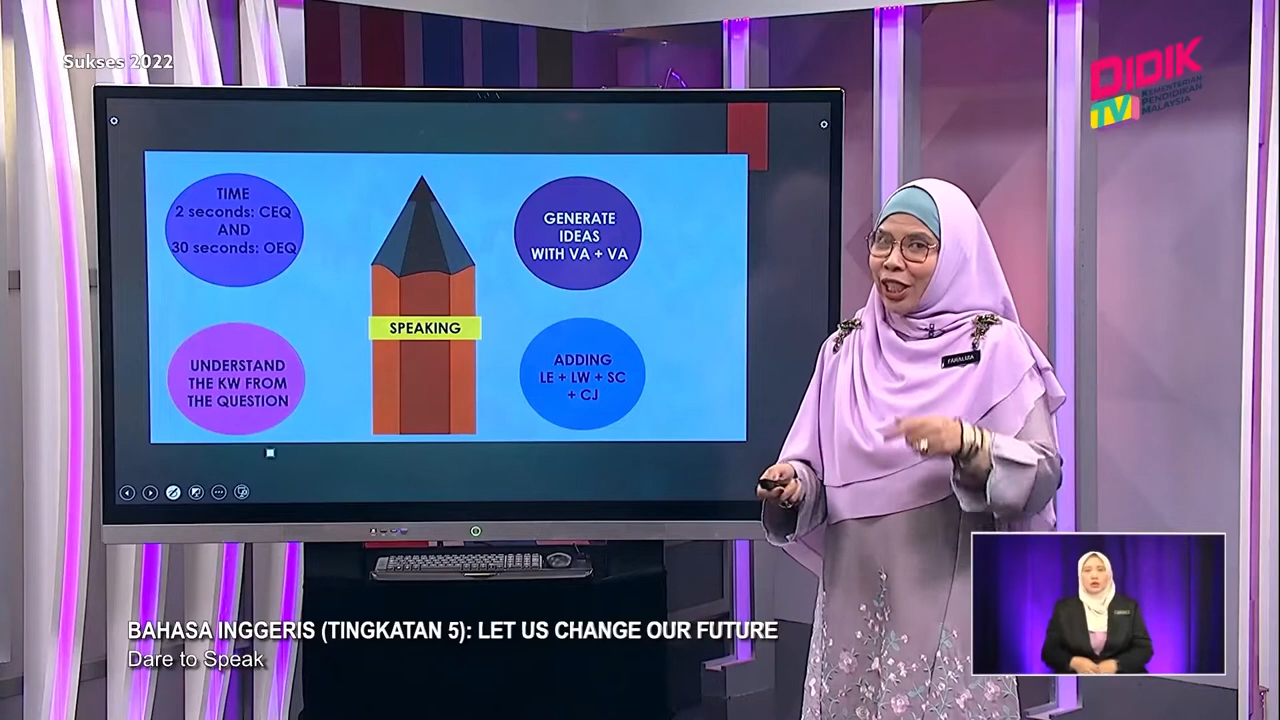 Sukses 2022
DIDIK
TV
KEMENTERIAN
PENDIDIKAN
MALAYSIA
TIME
2 seconds: CEQ
AND
30 seconds: OEQ
GENERATE
IDEAS
WITH VA + VA
SPEAKING
UNDERSTAND
THE KW FROM
THE QUESTION
ADDING
LE + LW + SC
+ CJ
BAHASA INGGERIS (TINGKATAN 5): LET US CHANGE OUR FUTURE
Dare to Speak